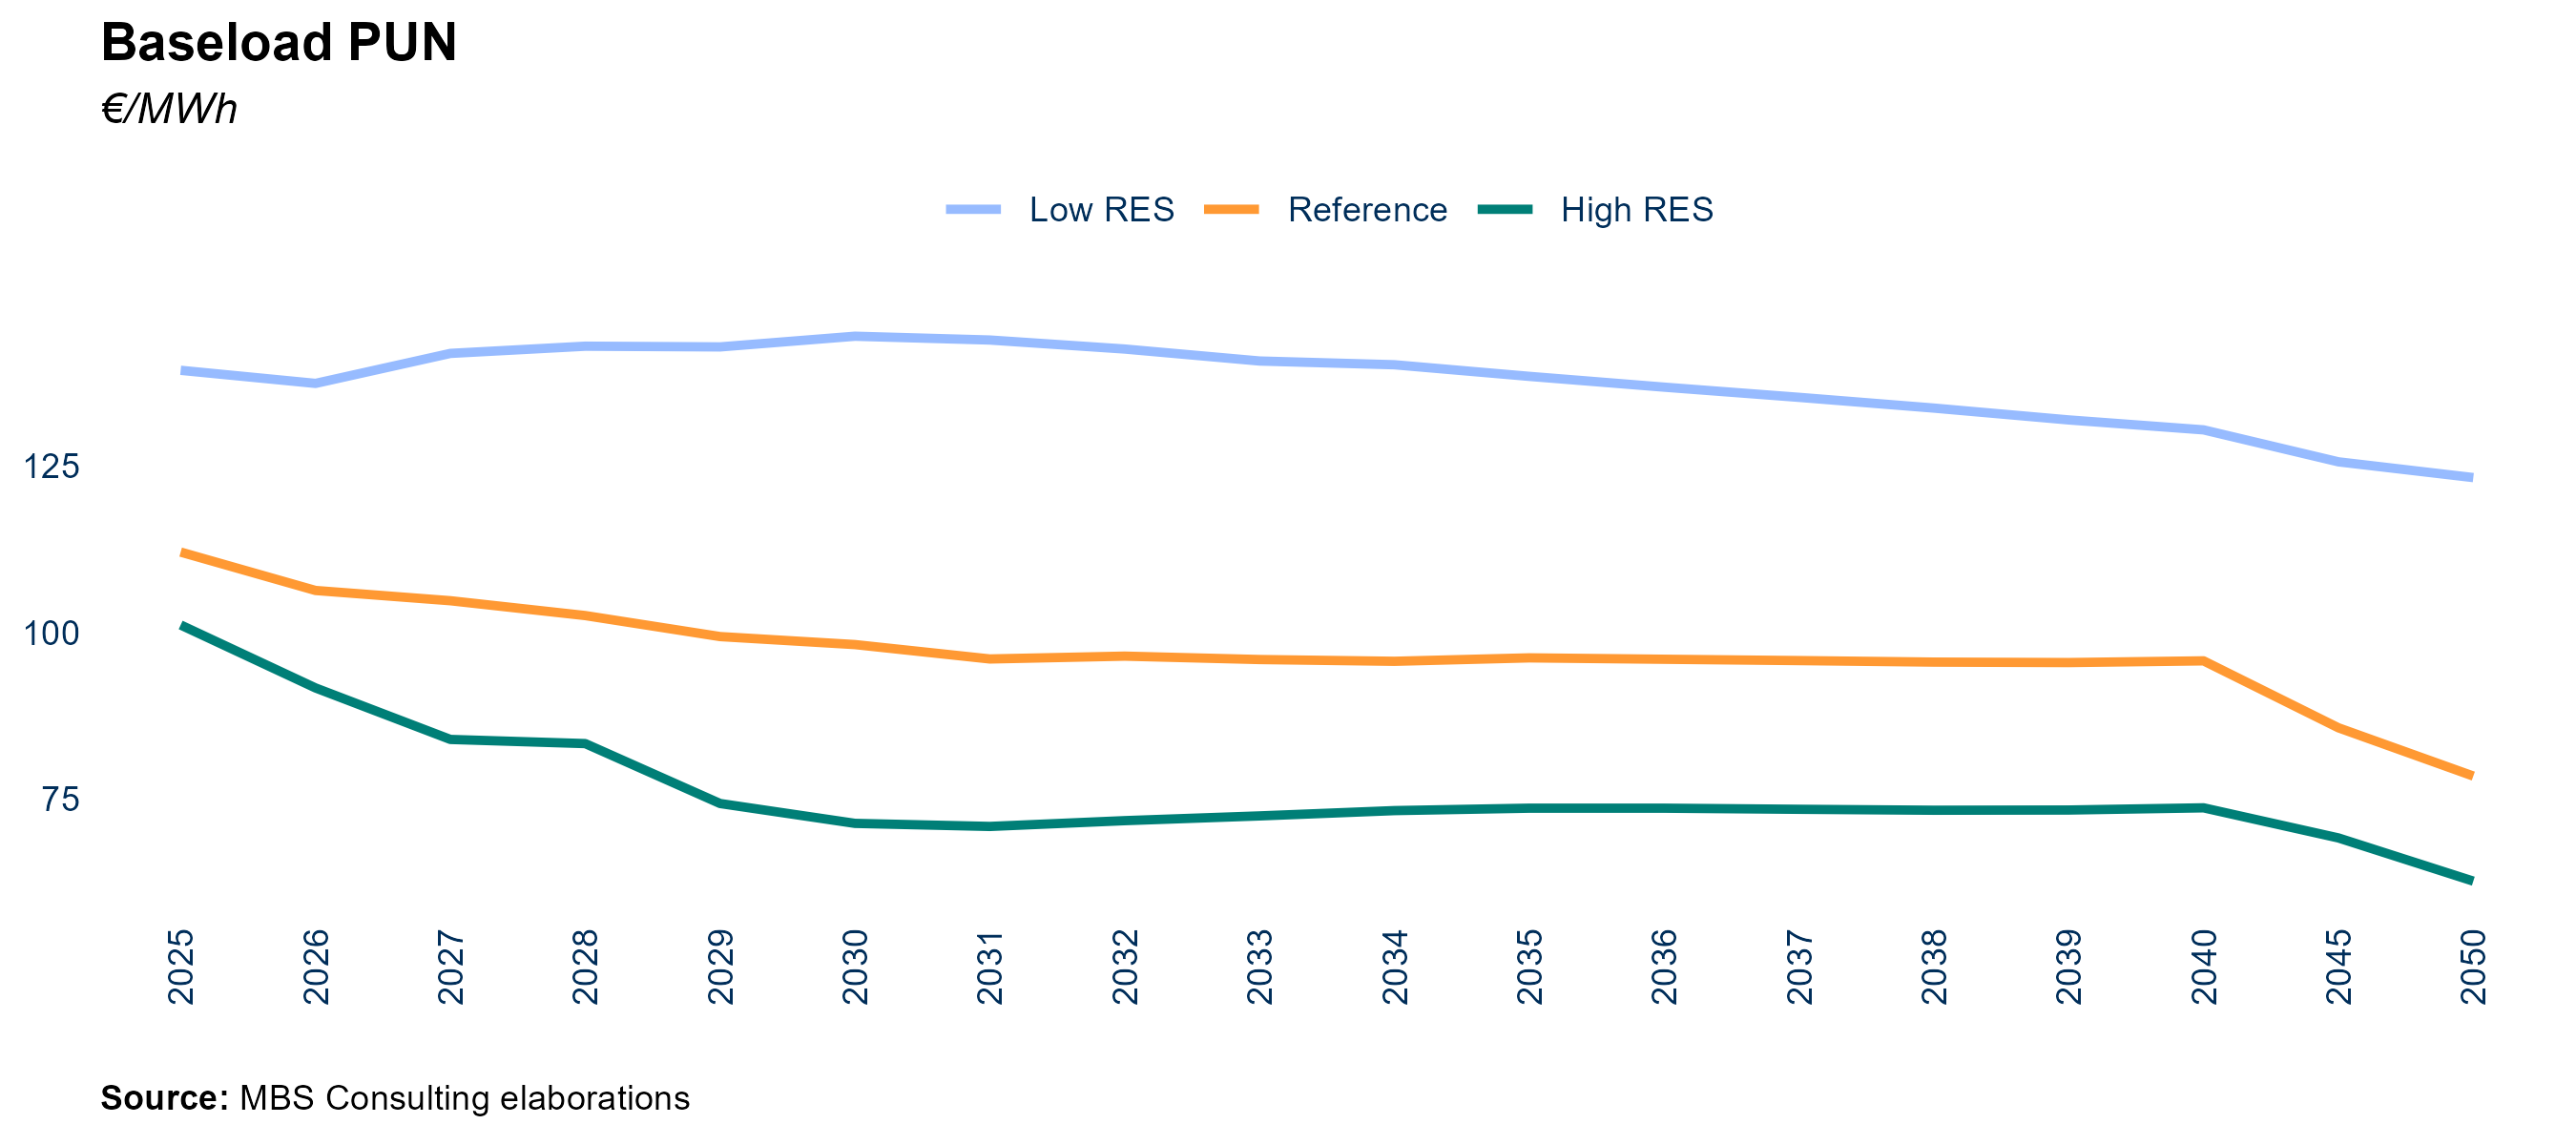 Baseload PUN
€/MWh
Low RES Reference High RES
125
100
75
2025 2026 2027 2028 2029 2030 2031 2032 2033 2034 2035 2036 2037 2038 2039 2040 2045 2050
Source: MBS Consulting elaborations